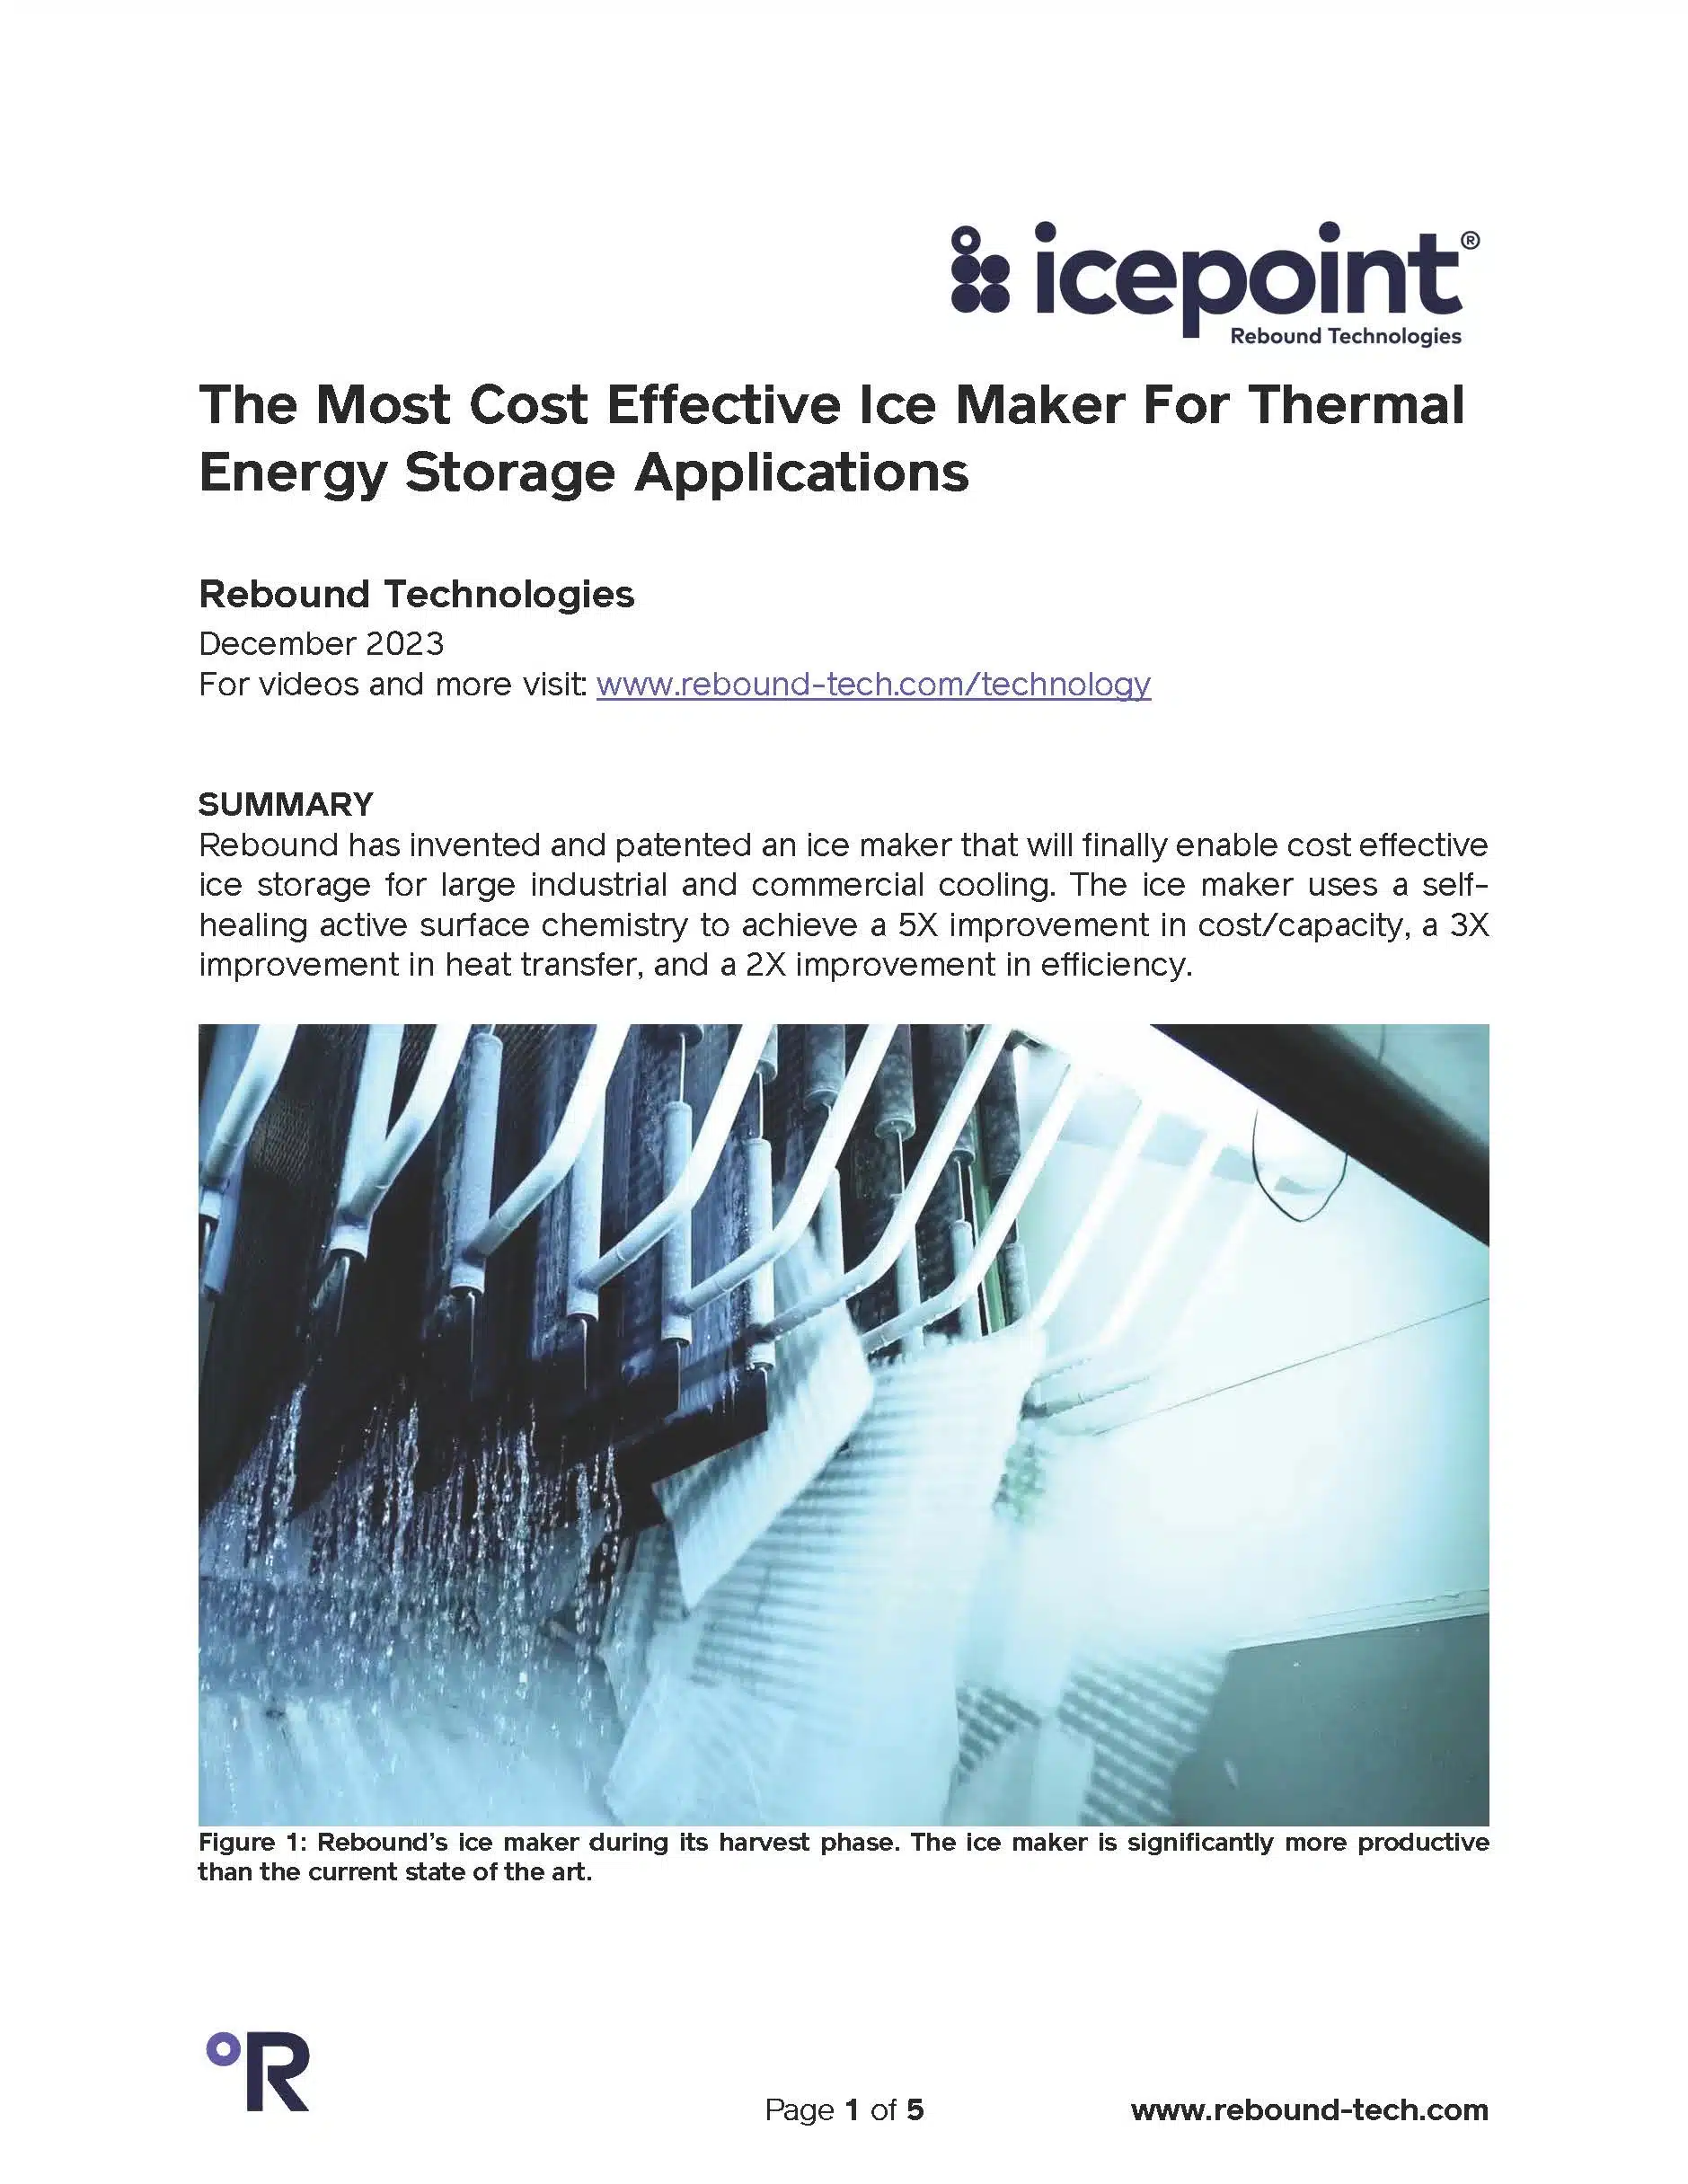 icepoint®
Rebound Technologies
The Most Cost Effective Ice Maker For Thermal
Energy Storage Applications
Rebound Technologies
December 2023
For videos and more visit: www.rebound-tech.com/technology
SUMMARY
Rebound has invented and patented an ice maker that will finally enable cost effective
ice storage for large industrial and commercial cooling. The ice maker uses a self-
healing active surface chemistry to achieve a 5X improvement in cost/capacity, a 3X
improvement in heat transfer, and a 2X improvement in efficiency.
Figure 1: Rebound's ice maker during its harvest phase. The ice maker is significantly more productive
than the current state of the art.
°R
Page 1 of 5
www.rebound-tech.com